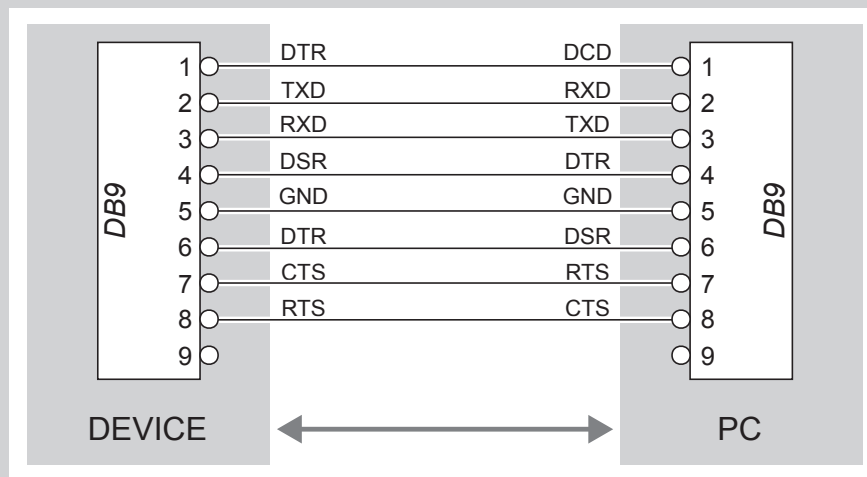 DTR DCD
1 1
TXD RXD
2 2
RXD TXD
3 3
DSR DTR
4 4
GND GND
5 5
DTR DSR
6 6
CTS RTS
7 7
RTS CTS
8 8
9 9
DB9 DB9
DEVICE PC